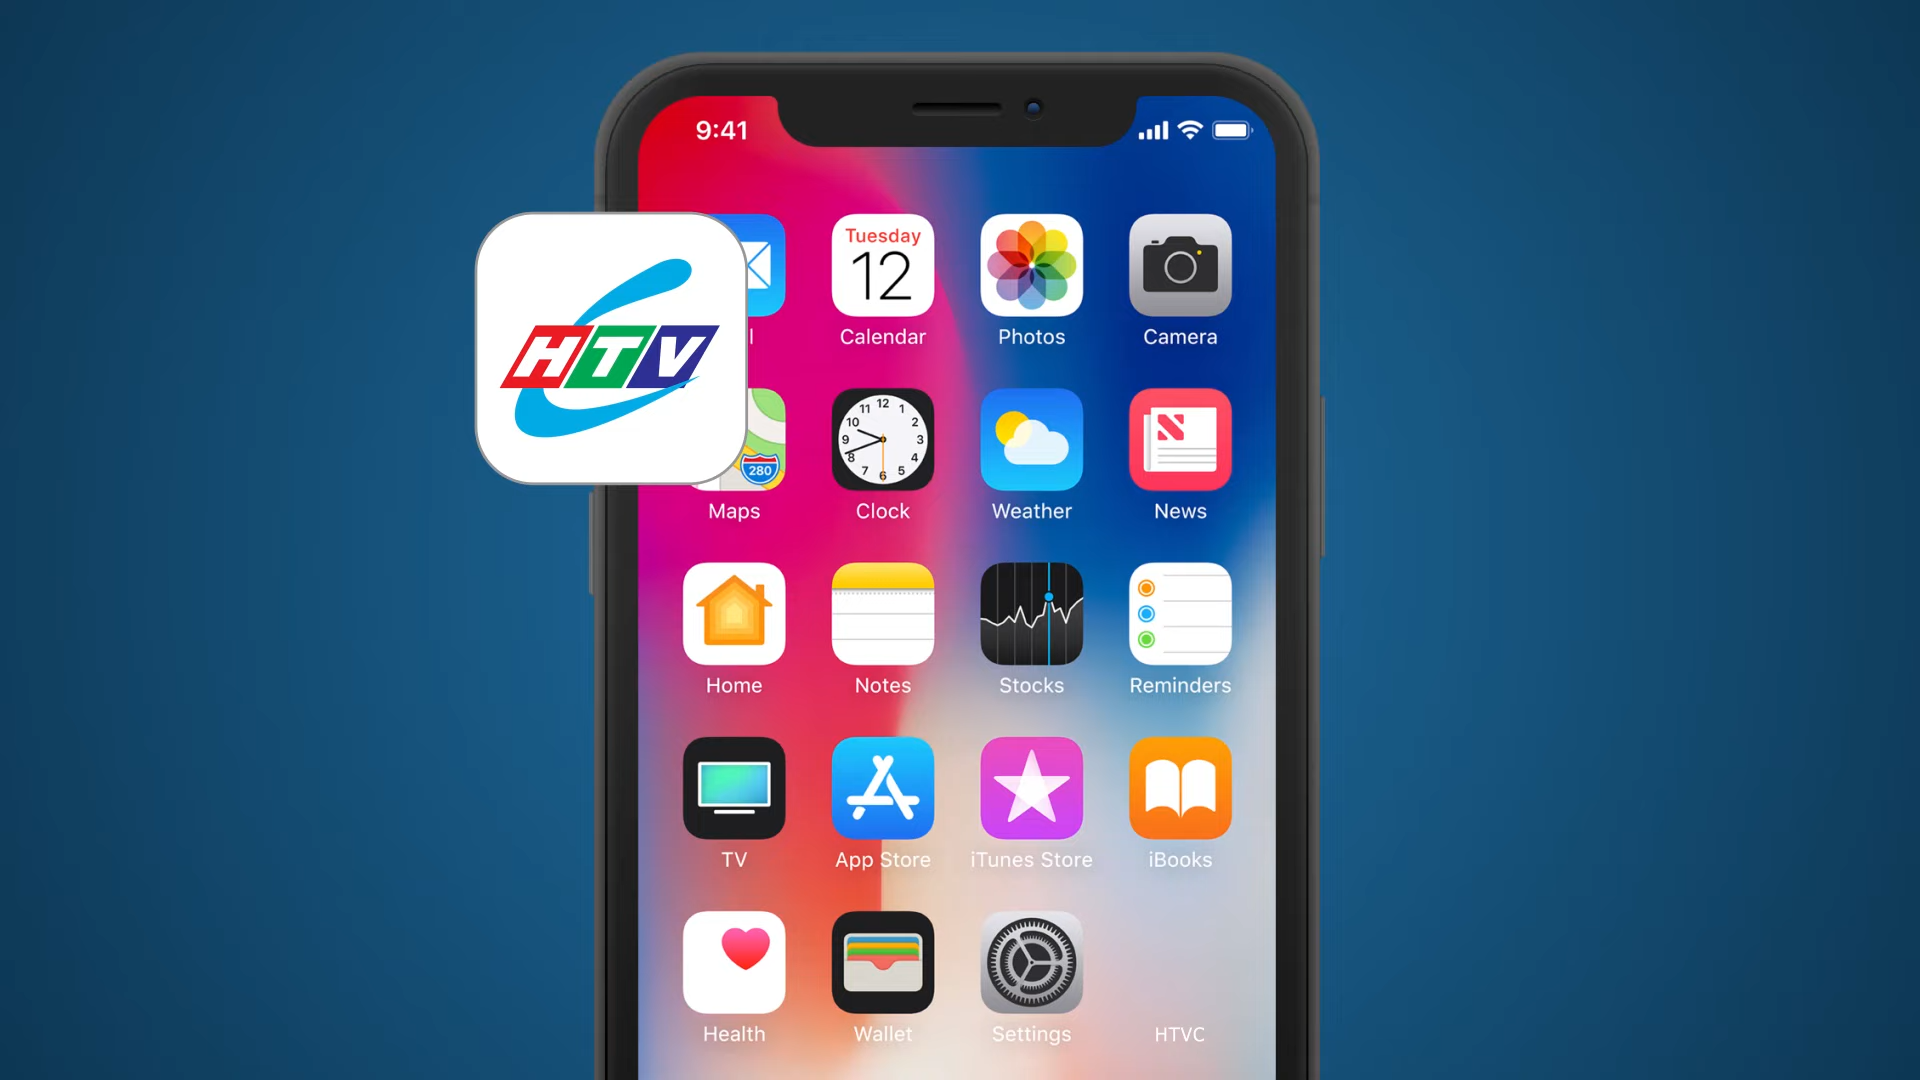 9:41
HTV
Tuesday
12
Calendar
Photos
Camera
280
12
11
1
10
2
9
3
8
4
7
5
6
Maps
Clock
Weather
News
Home
Notes
Stocks
Reminders
TV
App Store
iTunes Store
iBooks
Health
Wallet
Settings
HTVC